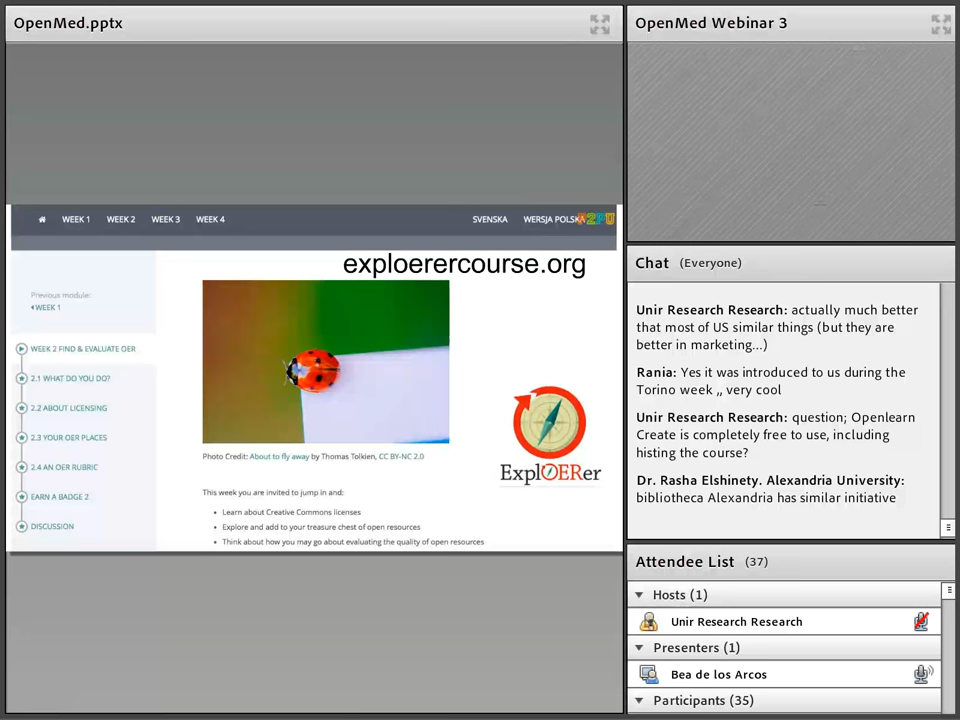 OpenMed.pptx
WEEK 1 WEEK 2 WEEK 3 WEEK 4 SVENSKA WERSJA POLSKA
exploerercourse.org
Previous module:
WEEK 1
WEEK 2 FIND & EVALUATE OER
2.1 WHAT DO YOU DO?
2.2 ABOUT LICENSING
2.3 YOUR OER PLACES
2.4 AN OER RUBRIC
EARN A BADGE 2
DISCUSSION
Photo Credit: About to fly away by Thomas Tolkien, CC BY-NC 2.0
ExplOERer
This week you are invited to jump in and:
• Learn about Creative Commons licenses
• Explore and add to your treasure chest of open resources
• Think about how you may go about evaluating the quality of open resources
OpenMed Webinar 3
Chat (Everyone)
Unir Research Research: actually much better
that most of US similar things (but they are
better in marketing...)
Rania: Yes it was introduced to us during the
Torino week ,, very cool
Unir Research Research: question; Openlearn
Create is completely free to use, including
histing the course?
Dr. Rasha Elshinety. Alexandria University:
bibliotheca Alexandria has similar initiative
Attendee List (37)
Hosts (1)
Unir Research Research
Presenters (1)
Bea de los Arcos
Participants (35)